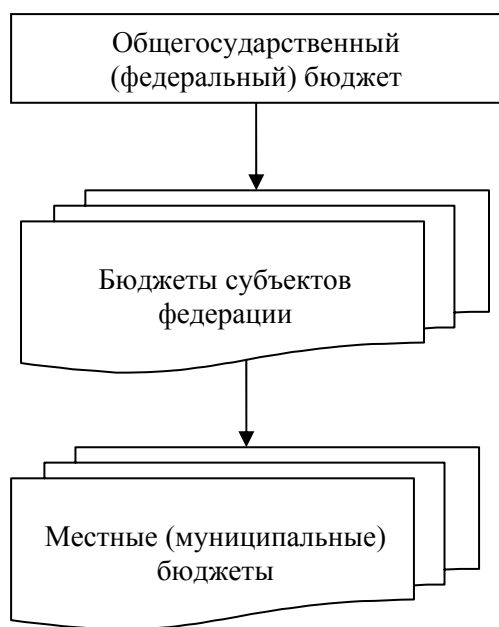 Общегосударственный
(федеральный) бюджет
Бюджеты субъектов
федерации
Местные (муниципальные)
бюджеты